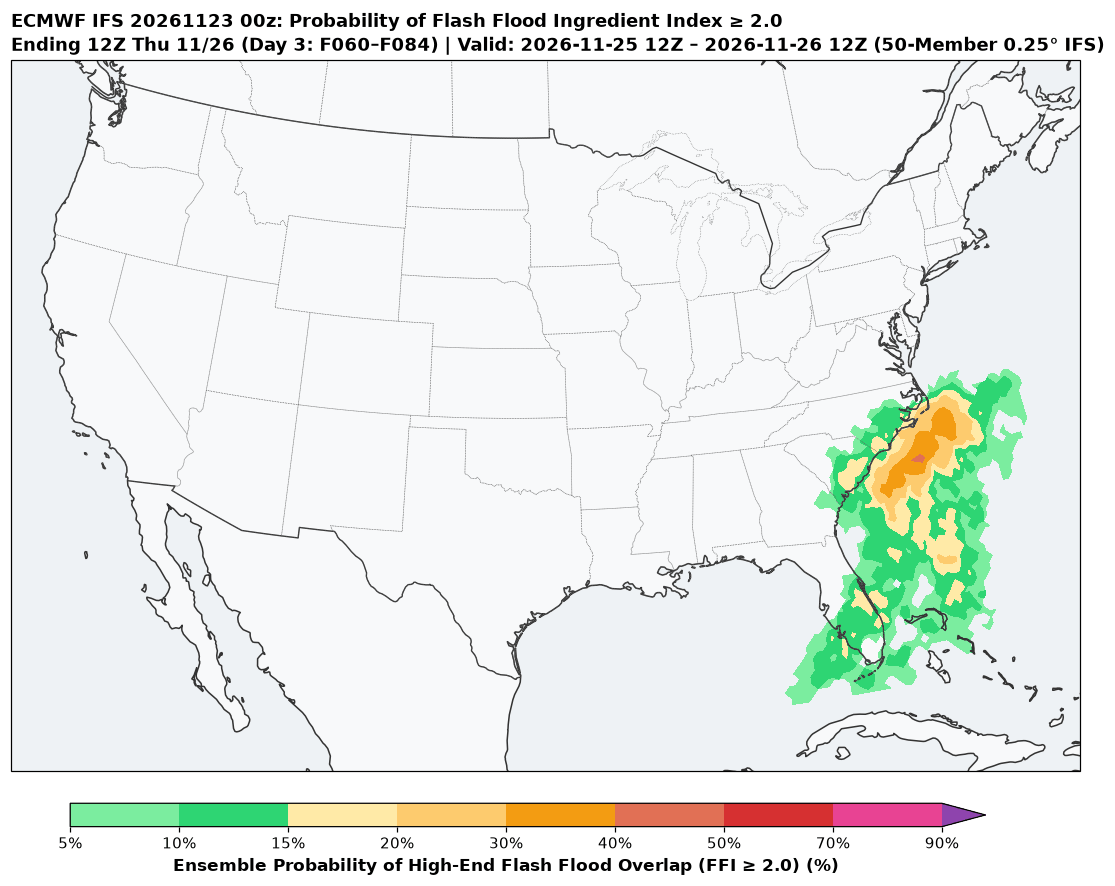 ECMWF IFS 20261123 00z: Probability of Flash Flood Ingredient Index ≥ 2.0
Ending 12Z Thu 11/26 (Day 3: F060–F084) | Valid: 2026-11-25 12Z – 2026-11-26 12Z (50-Member 0.25° IFS)
5% 10% 15% 20% 30% 40% 50% 70% 90%
Ensemble Probability of High-End Flash Flood Overlap (FFI ≥ 2.0) (%)